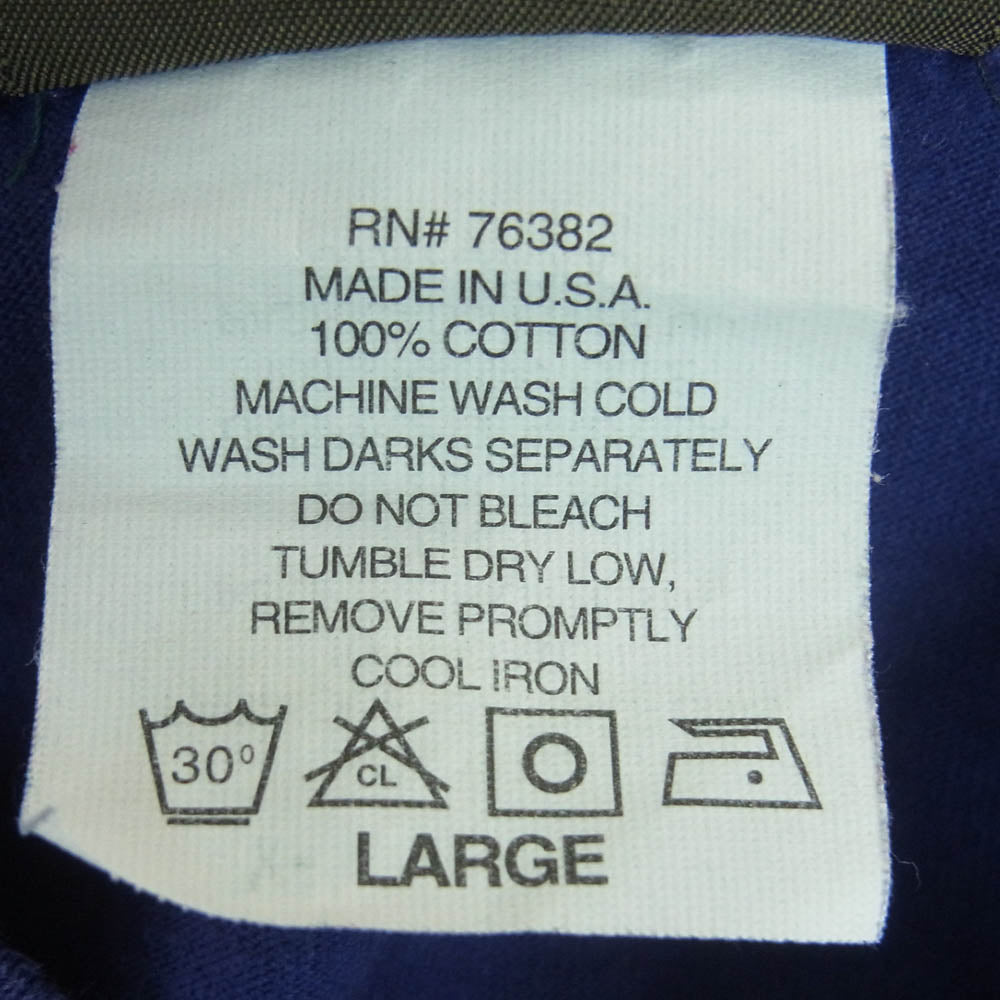 RN# 76382
MADE IN U.S.A.
100% COTTON
MACHINE WASH COLD
WASH DARKS SEPARATELY
DO NOT BLEACH
TUMBLE DRY LOW,
REMOVE PROMPTLY
COOL IRON
30° CL
LARGE